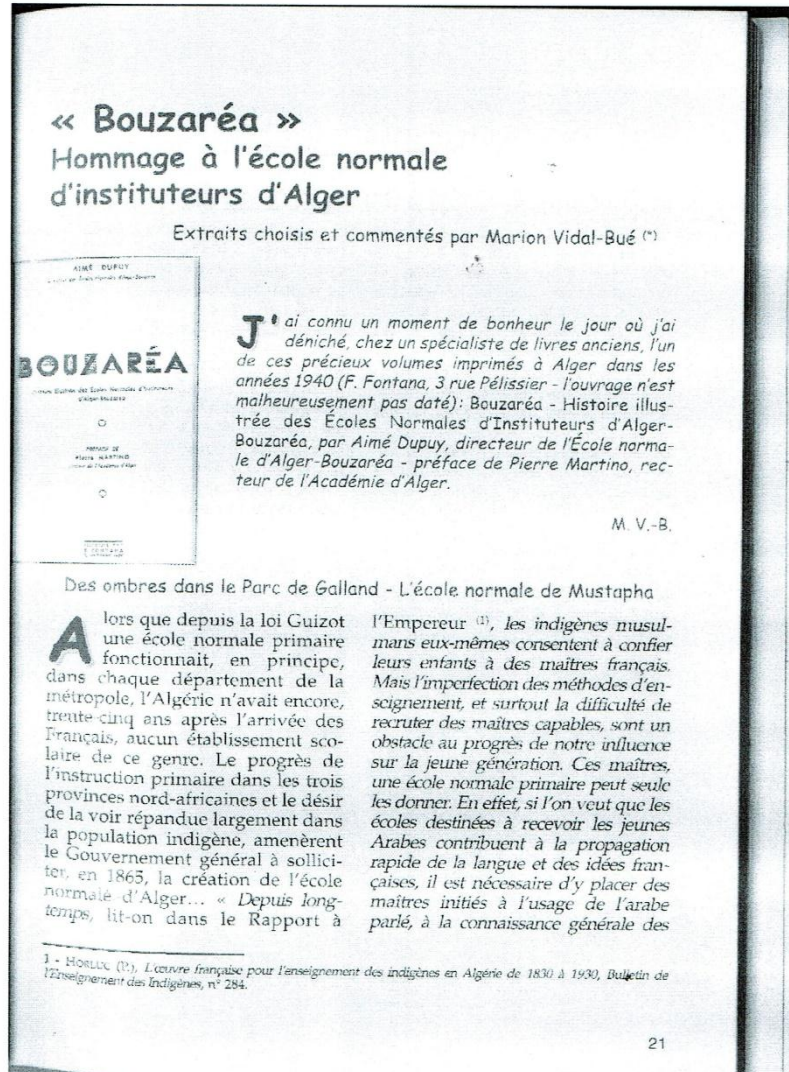 « Bouzaréa »
Hommage à l'école normale
d'instituteurs d'Alger
Extraits choisis et commentés par Marion Vidal-Bué (*)
AIMÉ DUPUY
BOUZARÉA
d'Alger-Bouzaréa
PRÉFACE DE
Pierre MARTINO
J'ai connu un moment de bonheur le jour où j'ai
déniché, chez un spécialiste de livres anciens, l'un
de ces précieux volumes imprimés à Alger dans les
années 1940 (F. Fontana, 3 rue Pélissier - l'ouvrage n'est
malheureusement pas daté): Bouzaréa - Histoire illus-
trée des Écoles Normales d'Instituteurs d'Alger-
Bouzaréa, par Aimé Dupuy, directeur de l'École norma-
le d'Alger-Bouzaréa - préface de Pierre Martino, rec-
teur de l'Académie d'Alger.
M. V.-B.
Des ombres dans le Parc de Galland - L'école normale de Mustapha
Alors que depuis la loi Guizot
une école normale primaire
fonctionnait, en principe,
dans chaque département de la
métropole, l'Algérie n'avait encore,
trente-cinq ans après l'arrivée des
Français, aucun établissement sco-
laire de ce genre. Le progrès de
l'instruction primaire dans les trois
provinces nord-africaines et le désir
de la voir répandue largement dans
la population indigène, amenèrent
le Gouvernement général à sollici-
ter, en 1865, la création de l'école
normale d'Alger... « Depuis long-
temps, lit-on dans le Rapport à
l'Empereur (1), les indigènes musul-
mans eux-mêmes consentent à confier
leurs enfants à des maîtres français.
Mais l'imperfection des méthodes d'en-
seignement, et surtout la difficulté de
recruter des maîtres capables, sont un
obstacle au progrès de notre influence
sur la jeune génération. Ces maîtres,
une école normale primaire peut seule
les donner. En effet, si l'on veut que les
écoles destinées à recevoir les jeunes
Arabes contribuent à la propagation
rapide de la langue et des idées fran-
çaises, il est nécessaire d'y placer des
maîtres initiés à l'usage de l'arabe
parlé, à la connaissance générale des
1 - HORLUC (P.), L'œuvre française pour l'enseignement des indigènes en Algérie de 1830 à 1930, Bulletin de
l'Enseignement des Indigènes, n° 284.
21